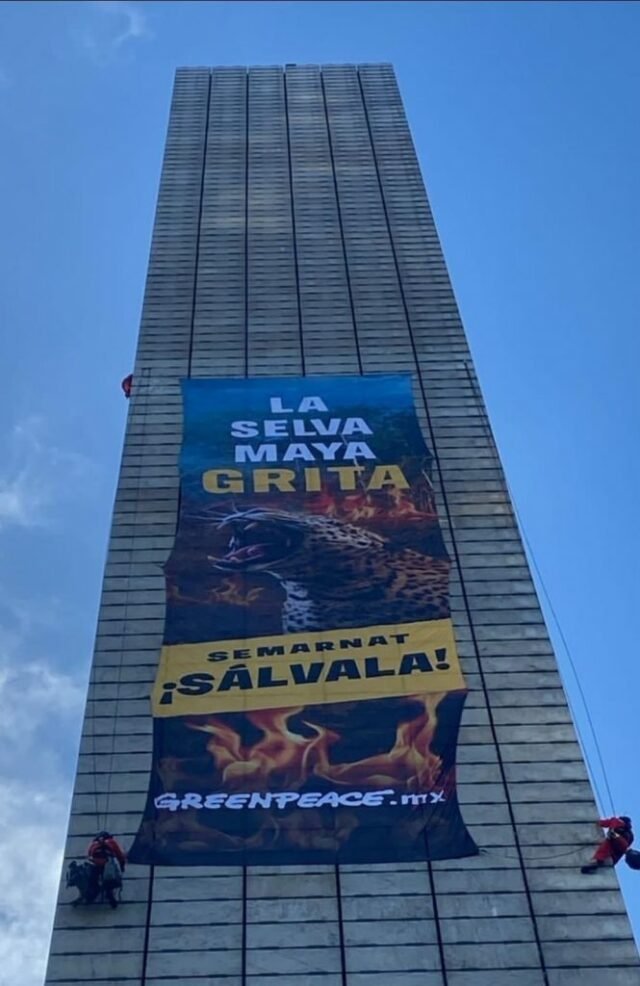 LA
SELVA
MAYA
GRITA
SEMARNAT
¡SÁLVALA!
GREENPEACE.mx